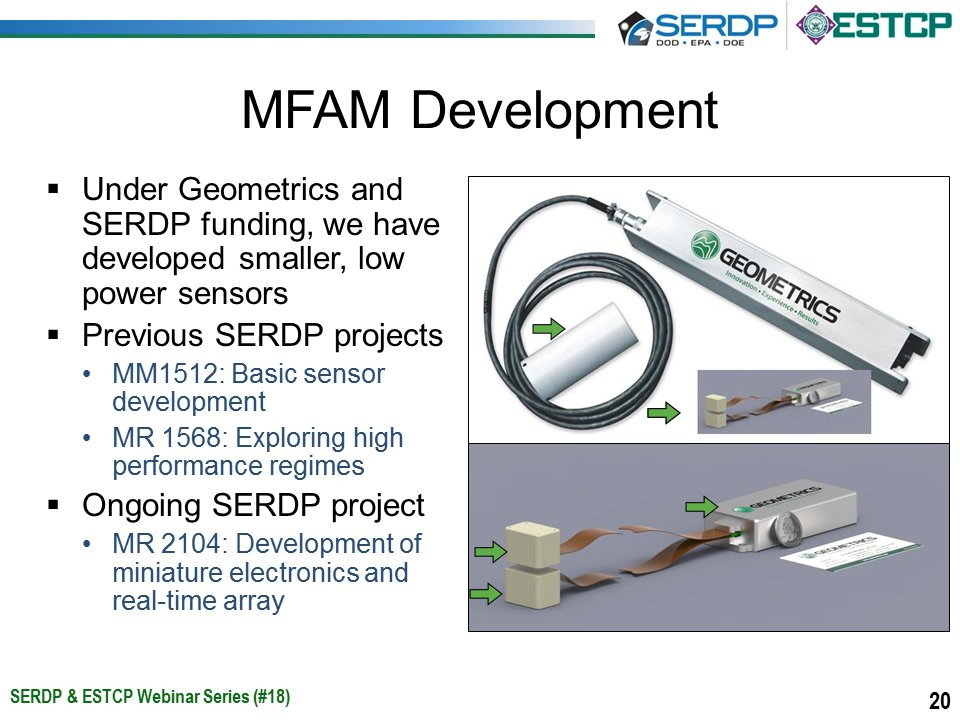 SERDP
DOD • EPA • DOE
ESTCP
MFAM Development
▪ Under Geometrics and
SERDP funding, we have
developed smaller, low
power sensors
▪ Previous SERDP projects
• MM1512: Basic sensor
development
• MR 1568: Exploring high
performance regimes
▪ Ongoing SERDP project
• MR 2104: Development of
miniature electronics and
real-time array
GEOMETRICS
Innovation • Experience • Results
GEOMETRICS
GEOMETRICS
SERDP & ESTCP Webinar Series (#18)
20